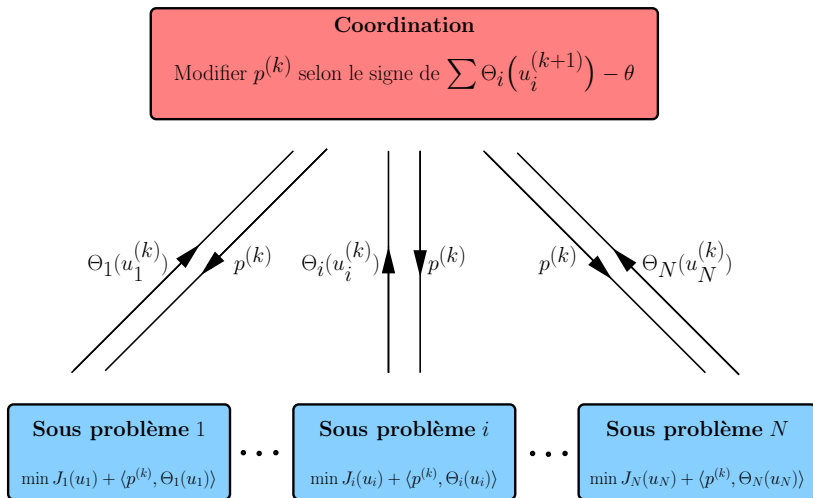 Coordination
Modifier p^(k) selon le signe de ∑ Θ_i(u_i^(k+1)) − θ
Θ_1(u_1^(k)) p^(k) Θ_i(u_i^(k)) p^(k) p^(k) Θ_N(u_N^(k))
Sous problème 1 ... Sous problème i ... Sous problème N
min J_1(u_1) + ⟨p^(k), Θ_1(u_1)⟩ min J_i(u_i) + ⟨p^(k), Θ_i(u_i)⟩ min J_N(u_N) + ⟨p^(k), Θ_N(u_N)⟩